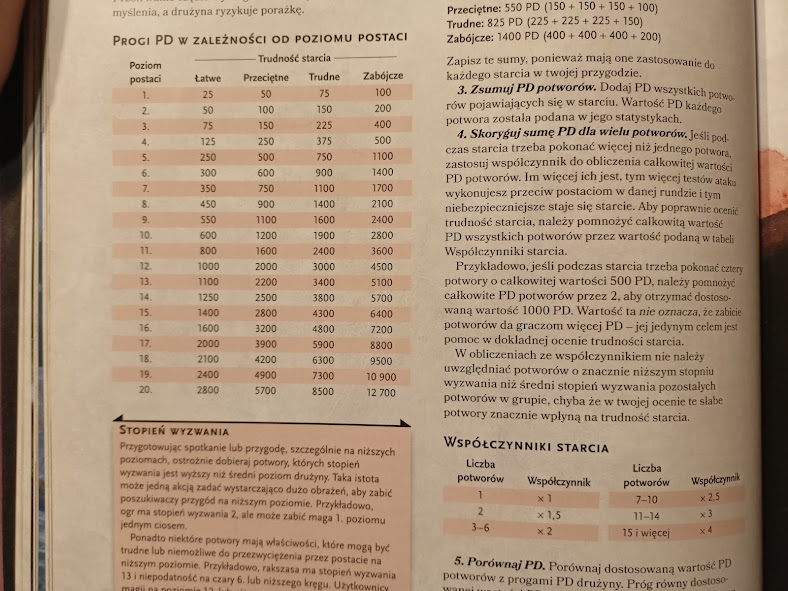 myślenia, a drużyna ryzykuje porażkę.
Progi PD w zależności od poziomu postaci
Trudność starcia
Poziom postaci Łatwe Przeciętne Trudne Zabójcze
1. 25 50 75 100
2. 50 100 150 200
3. 75 150 225 400
4. 125 250 375 500
5. 250 500 750 1100
6. 300 600 900 1400
7. 350 750 1100 1700
8. 450 900 1400 2100
9. 550 1100 1600 2400
10. 600 1200 1900 2800
11. 800 1600 2400 3600
12. 1000 2000 3000 4500
13. 1100 2200 3400 5100
14. 1250 2500 3800 5700
15. 1400 2800 4300 6400
16. 1600 3200 4800 7200
17. 2000 3900 5900 8800
18. 2100 4200 6300 9500
19. 2400 4900 7300 10 900
20. 2800 5700 8500 12 700
Stopień wyzwania
Przygotowując spotkanie lub przygodę, szczególnie na niższych
poziomach, ostrożnie dobieraj potwory, których stopień
wyzwania jest wyższy niż średni poziom drużyny. Taka istota
może jedną akcją zadać wystarczająco dużo obrażeń, aby zabić
poszukiwaczy przygód na niższym poziomie. Przykładowo,
ogr ma stopień wyzwania 2, ale może zabić maga 1. poziomu
jednym ciosem.
Ponadto niektóre potwory mają właściwości, które mogą być
trudne lub niemożliwe do przezwyciężenia przez postacie na
niższym poziomie. Przykładowo, rakszasa ma stopień wyzwania
13 i niepodatność na czary 6. lub niższego kręgu. Użytkownicy
Przeciętne: 550 PD (150 + 150 + 150 + 100)
Trudne: 825 PD (225 + 225 + 225 + 150)
Zabójcze: 1400 PD (400 + 400 + 400 + 200)
Zapisz te sumy, ponieważ mają one zastosowanie do
każdego starcia w twojej przygodzie.
3. Zsumuj PD potworów. Dodaj PD wszystkich potwo-
rów pojawiających się w starciu. Wartość PD każdego
potwora została podana w jego statystykach.
4. Skoryguj sumę PD dla wielu potworów. Jeśli pod-
czas starcia trzeba pokonać więcej niż jednego potwora,
zastosuj współczynnik do obliczenia całkowitej wartości
PD potworów. Im więcej ich jest, tym więcej testów ataku
wykonujesz przeciw postaciom w danej rundzie i tym
niebezpieczniejsze staje się starcie. Aby poprawnie ocenić
trudność starcia, należy pomnożyć całkowitą wartość
PD wszystkich potworów przez wartość podaną w tabeli
Współczynniki starcia.
Przykładowo, jeśli podczas starcia trzeba pokonać cztery
potwory o całkowitej wartości 500 PD, należy pomnożyć
całkowite PD potworów przez 2, aby otrzymać dostoso-
waną wartość 1000 PD. Wartość ta nie oznacza, że zabicie
potworów da graczom więcej PD – jej jedynym celem jest
pomoc w dokładnej ocenie trudności starcia.
W obliczeniach ze współczynnikiem nie należy
uwzględniać potworów o znacznie niższym stopniu
wyzwania niż średni stopień wyzwania pozostałych
potworów w grupie, chyba że w twojej ocenie te słabe
potwory znacznie wpłyną na trudność starcia.
Współczynniki starcia
Liczba potworów Współczynnik Liczba potworów Współczynnik
1 x 1 7–10 x 2,5
2 x 1,5 11–14 x 3
3–6 x 2 15 i więcej x 4
5. Porównaj PD. Porównaj dostosowaną wartość PD
potworów z progami PD drużyny. Próg równy dostoso-